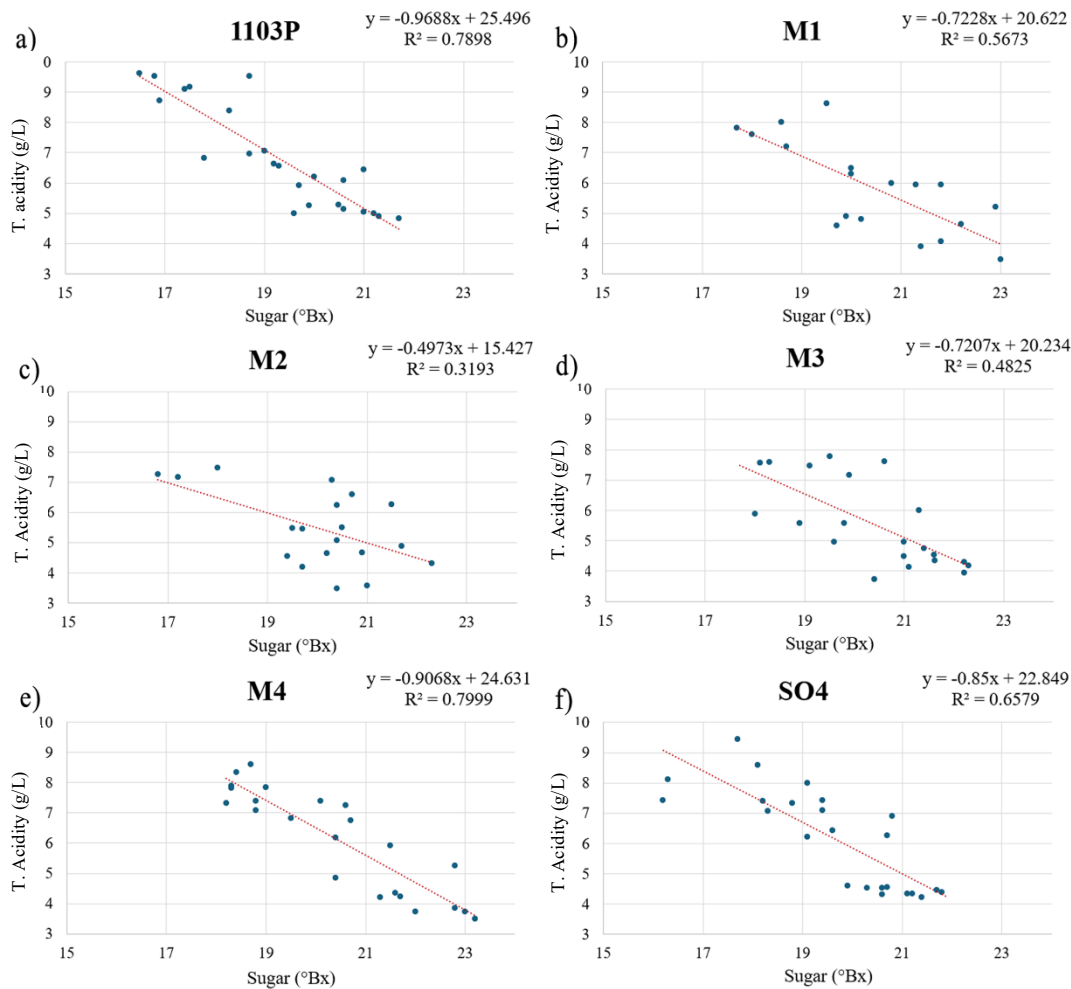 a) 1103P y = -0.9688x + 25.496
R² = 0.7898
0
9
8
7
6
5
4
3
T. acidity (g/L)
15 17 19 21 23
Sugar (°Bx)
b) M1 y = -0.7228x + 20.622
R² = 0.5673
10
9
8
7
6
5
4
3
T. Acidity (g/L)
15 17 19 21 23
Sugar (°Bx)
c) M2 y = -0.4973x + 15.427
R² = 0.3193
10
9
8
7
6
5
4
3
T. Acidity (g/L)
15 17 19 21 23
Sugar (°Bx)
d) M3 y = -0.7207x + 20.234
R² = 0.4825
10
9
8
7
6
5
4
3
T. Acidity (g/L)
15 17 19 21 23
Sugar (°Bx)
e) M4 y = -0.9068x + 24.631
R² = 0.7999
10
9
8
7
6
5
4
3
T. Acidity (g/L)
15 17 19 21 23
Sugar (°Bx)
f) SO4 y = -0.85x + 22.849
R² = 0.6579
10
9
8
7
6
5
4
3
T. Acidity (g/L)
15 17 19 21 23
Sugar (°Bx)